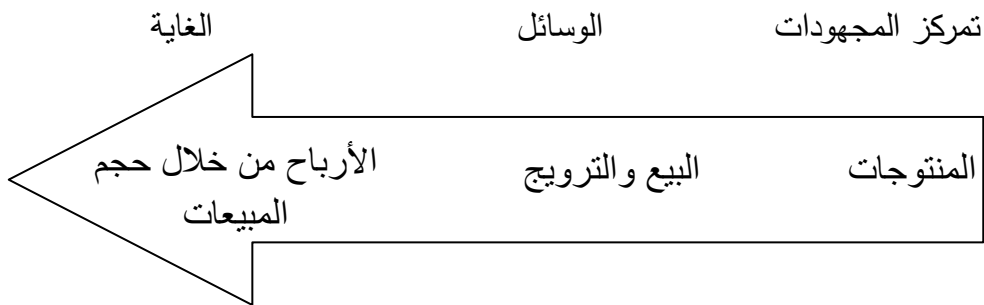 تمركز المجهودات الوسائل الغاية
المنتوجات البيع والترويج الأرباح من خلال حجم
المبيعات